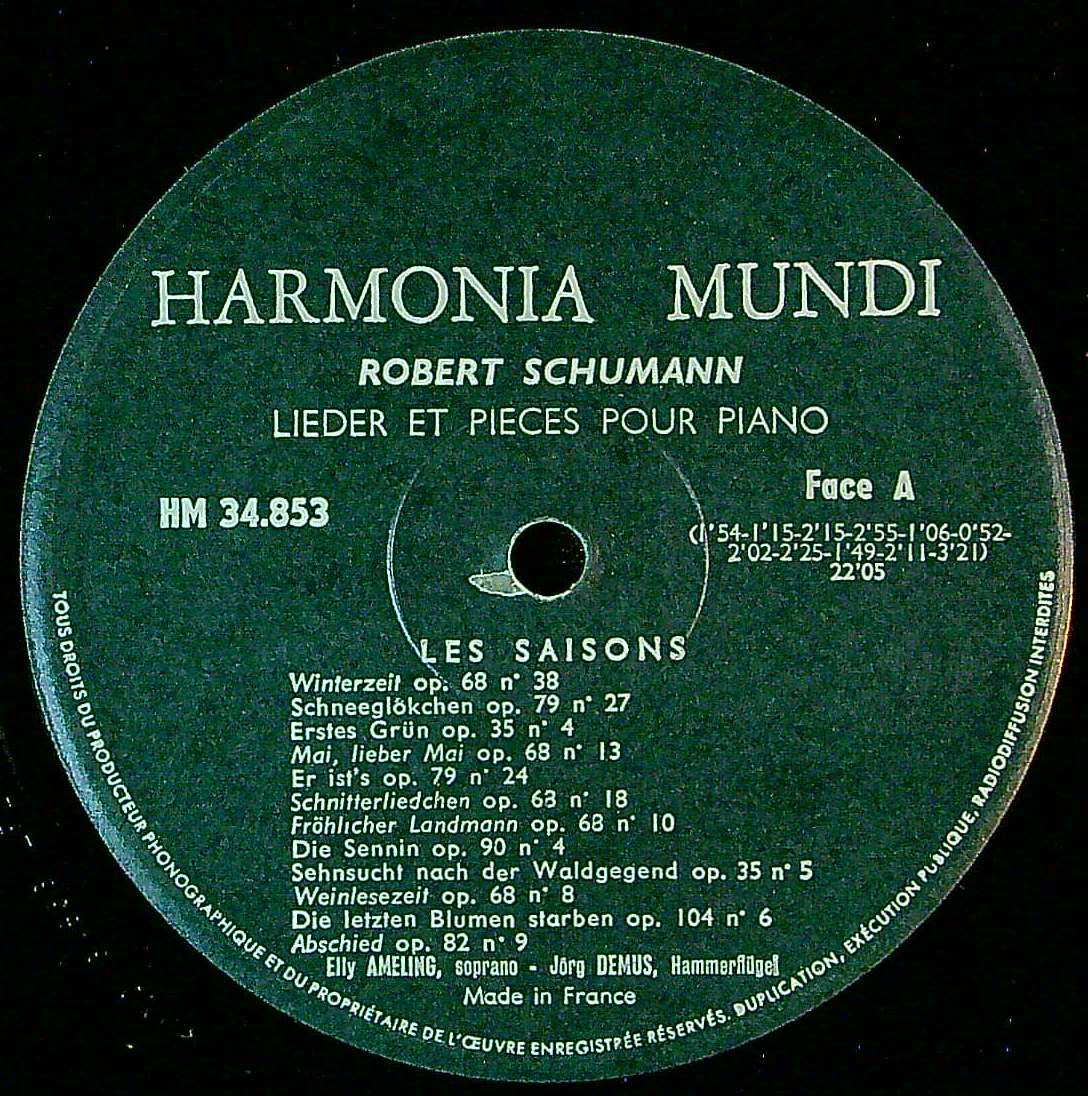 HARMONIA MUNDI
ROBERT SCHUMANN
LIEDER ET PIECES POUR PIANO
HM 34.853
Face A
(1'54-1'15-2'15-2'55-1'06-0'52-
2'02-2'25-1'49-2'11-3'21)
22'05
LES SAISONS
Winterzeit op. 68 n° 38
Schneeglökchen op. 79 n° 27
Erstes Grün op. 35 n° 4
Mai, lieber Mai op. 68 n° 13
Er ist's op. 79 n° 24
Schnitterliedchen op. 68 n° 18
Fröhlicher Landmann op. 68 n° 10
Die Sennin op. 90 n° 4
Sehnsucht nach der Waldgegend op. 35 n° 5
Weinlesezeit op. 68 n° 8
Die letzten Blumen starben op. 104 n° 6
Abschied op. 82 n° 9
Elly AMELING, soprano - Jörg DEMUS, Hammerflügel
Made in France
TOUS DROITS DU PRODUCTEUR PHONOGRAPHIQUE ET DU PROPRIÉTAIRE DE L'ŒUVRE ENREGISTRÉE RÉSERVÉS. DUPLICATION, EXÉCUTION PUBLIQUE, RADIODIFFUSION INTERDITES